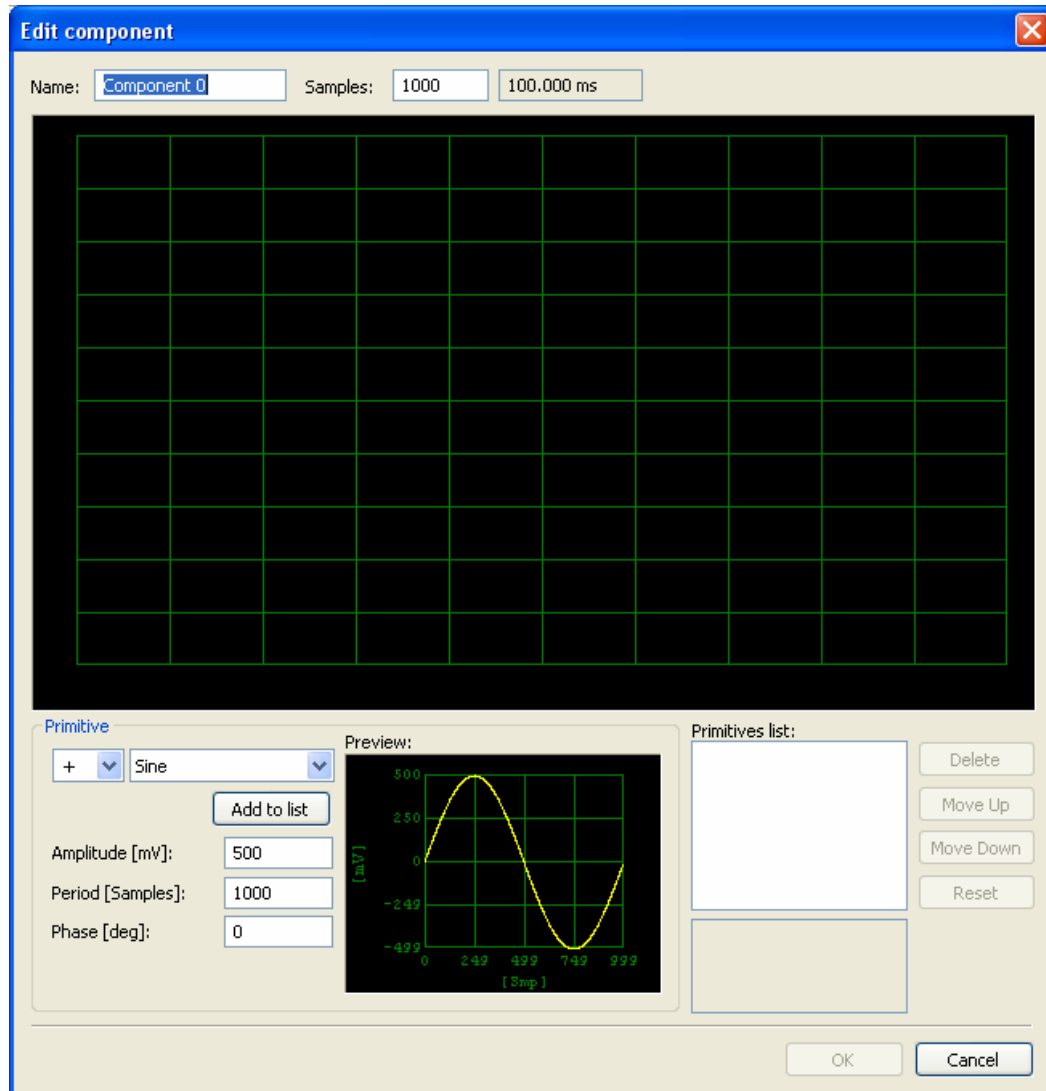 Edit component
Name: Component 0 Samples: 1000 100.000 ms
Primitive
+ Sine
Add to list
Amplitude [mV]: 500
Period [Samples]: 1000
Phase [deg]: 0
Preview:
500
250
0
-249
-499
[mV]
0 249 499 749 999
[Smp]
Primitives list:
Delete
Move Up
Move Down
Reset
OK Cancel